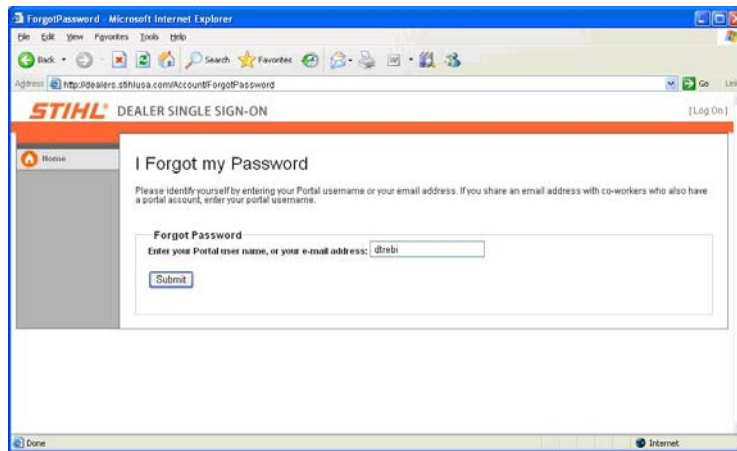 ForgotPassword - Microsoft Internet Explorer
File Edit View Favorites Tools Help
Back Search Favorites
Address http://dealers.stihlusa.com/Account/ForgotPassword Go Lin
STIHL® DEALER SINGLE SIGN-ON [Log On]
Home
I Forgot my Password
Please identify yourself by entering your Portal username or your email address. If you share an email address with co-workers who also have
a portal account, enter your portal username.
Forgot Password
Enter your Portal user name, or your e-mail address: dtrebi
Submit
Done Internet